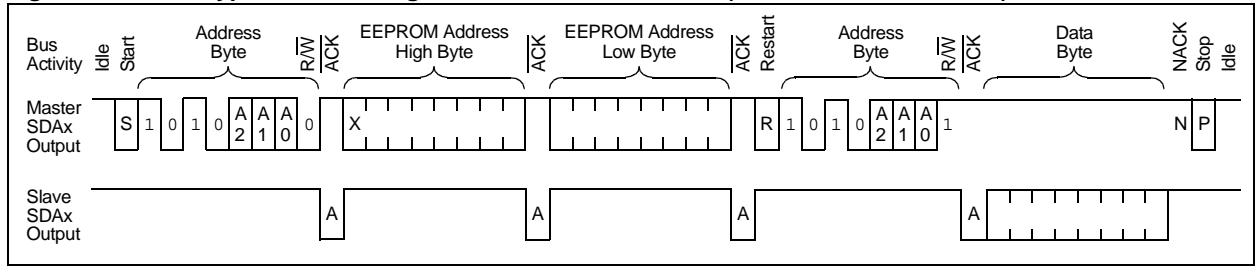 Bus
Activity
Idle
Start
Address
Byte
R/W
ACK
EEPROM Address
High Byte
ACK
EEPROM Address
Low Byte
ACK
Restart
Address
Byte
R/W
ACK
Data
Byte
NACK
Stop
Idle
Master
SDAx
Output
S 1 0 1 0 A2 A1 A0 0 X R 1 0 1 0 A2 A1 A0 1 N P
Slave
SDAx
Output
A A A A